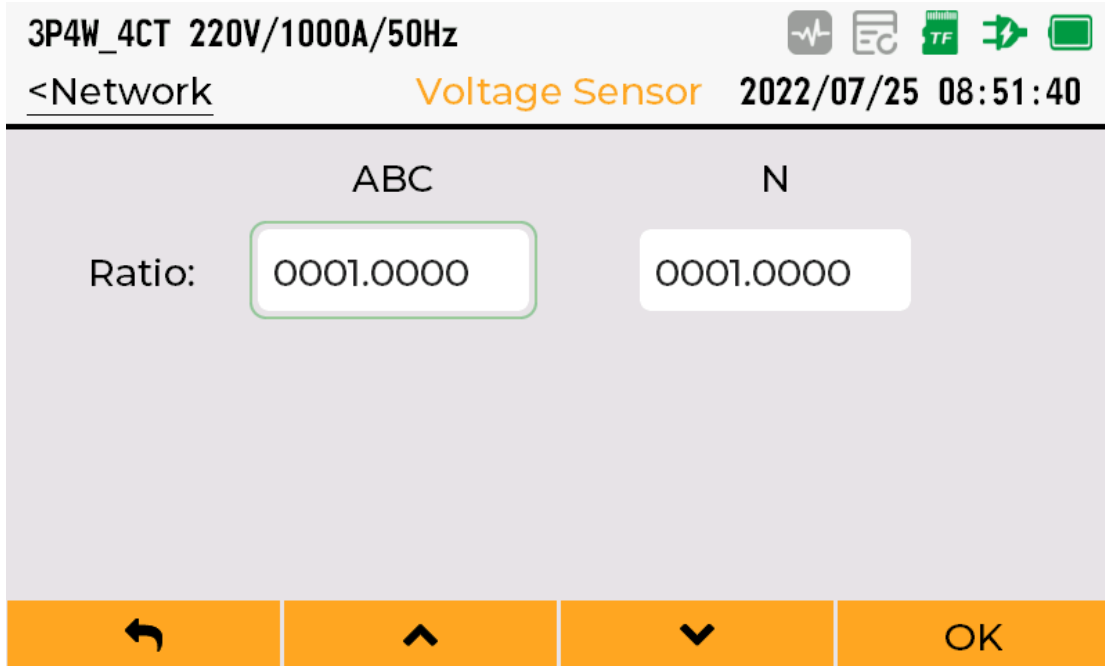 3P4W_4CT 220V/1000A/50Hz
TF
<Network Voltage Sensor 2022/07/25 08:51:40
ABC N
Ratio: 0001.0000 0001.0000
OK